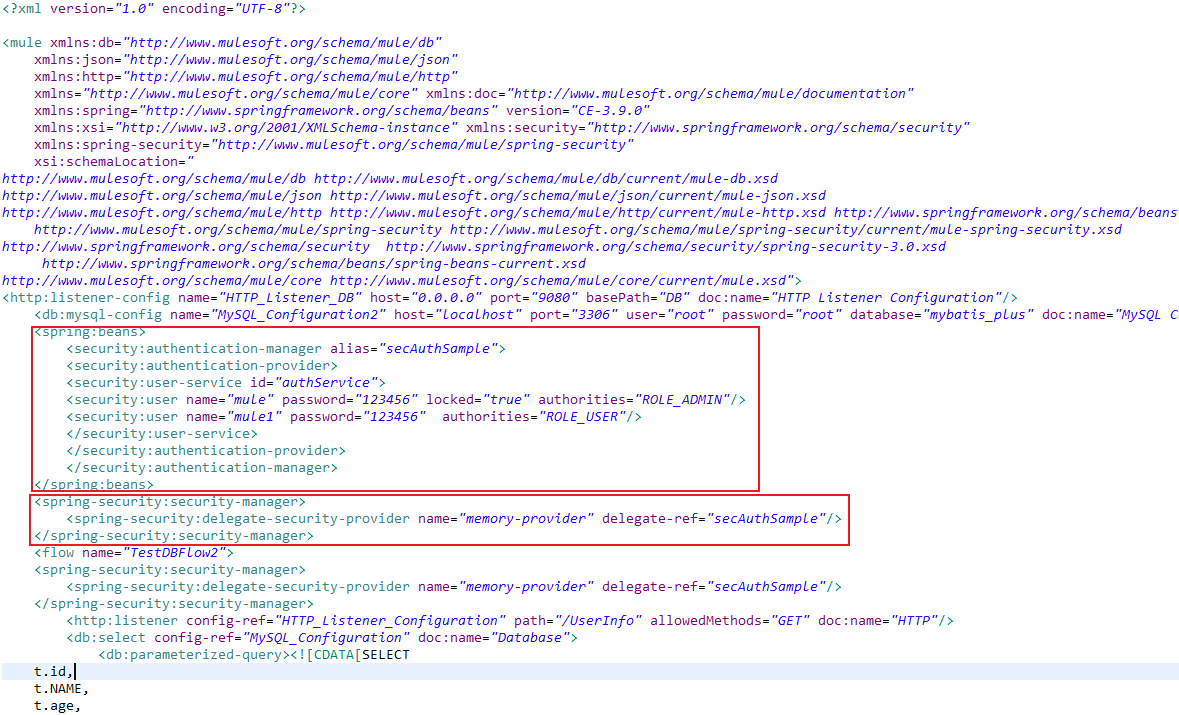 <?xml version="1.0" encoding="UTF-8"?>
<mule xmlns:db="http://www.mulesoft.org/schema/mule/db"
xmlns:json="http://www.mulesoft.org/schema/mule/json"
xmlns:http="http://www.mulesoft.org/schema/mule/http"
xmlns="http://www.mulesoft.org/schema/mule/core" xmlns:doc="http://www.mulesoft.org/schema/mule/documentation"
xmlns:spring="http://www.springframework.org/schema/beans" version="CE-3.9.0"
xmlns:xsi="http://www.w3.org/2001/XMLSchema-instance" xmlns:security="http://www.springframework.org/schema/security"
xmlns:spring-security="http://www.mulesoft.org/schema/mule/spring-security"
xsi:schemaLocation="
http://www.mulesoft.org/schema/mule/db http://www.mulesoft.org/schema/mule/db/current/mule-db.xsd
http://www.mulesoft.org/schema/mule/json http://www.mulesoft.org/schema/mule/json/current/mule-json.xsd
http://www.mulesoft.org/schema/mule/http http://www.mulesoft.org/schema/mule/http/current/mule-http.xsd http://www.springframework.org/schema/beans
http://www.mulesoft.org/schema/mule/spring-security http://www.mulesoft.org/schema/mule/spring-security/current/mule-spring-security.xsd
http://www.springframework.org/schema/security  http://www.springframework.org/schema/security/spring-security-3.0.xsd
http://www.springframework.org/schema/beans/spring-beans-current.xsd
http://www.mulesoft.org/schema/mule/core http://www.mulesoft.org/schema/mule/core/current/mule.xsd">
<http:listener-config name="HTTP_Listener_DB" host="0.0.0.0" port="9080" basePath="DB" doc:name="HTTP Listener Configuration"/>
<db:mysql-config name="MySQL_Configuration2" host="localhost" port="3306" user="root" password="root" database="mybatis_plus" doc:name="MySQL C
<spring:beans>
<security:authentication-manager alias="secAuthSample">
<security:authentication-provider>
<security:user-service id="authService">
<security:user name="mule" password="123456" locked="true" authorities="ROLE_ADMIN"/>
<security:user name="mule1" password="123456"  authorities="ROLE_USER"/>
</security:user-service>
</security:authentication-provider>
</security:authentication-manager>
</spring:beans>
<spring-security:security-manager>
<spring-security:delegate-security-provider name="memory-provider" delegate-ref="secAuthSample"/>
</spring-security:security-manager>
<flow name="TestDBFlow2">
<spring-security:security-manager>
<spring-security:delegate-security-provider name="memory-provider" delegate-ref="secAuthSample"/>
</spring-security:security-manager>
<http:listener config-ref="HTTP_Listener_Configuration" path="/UserInfo" allowedMethods="GET" doc:name="HTTP"/>
<db:select config-ref="MySQL_Configuration" doc:name="Database">
<db:parameterized-query><![CDATA[SELECT
t.id,
t.NAME,
t.age,